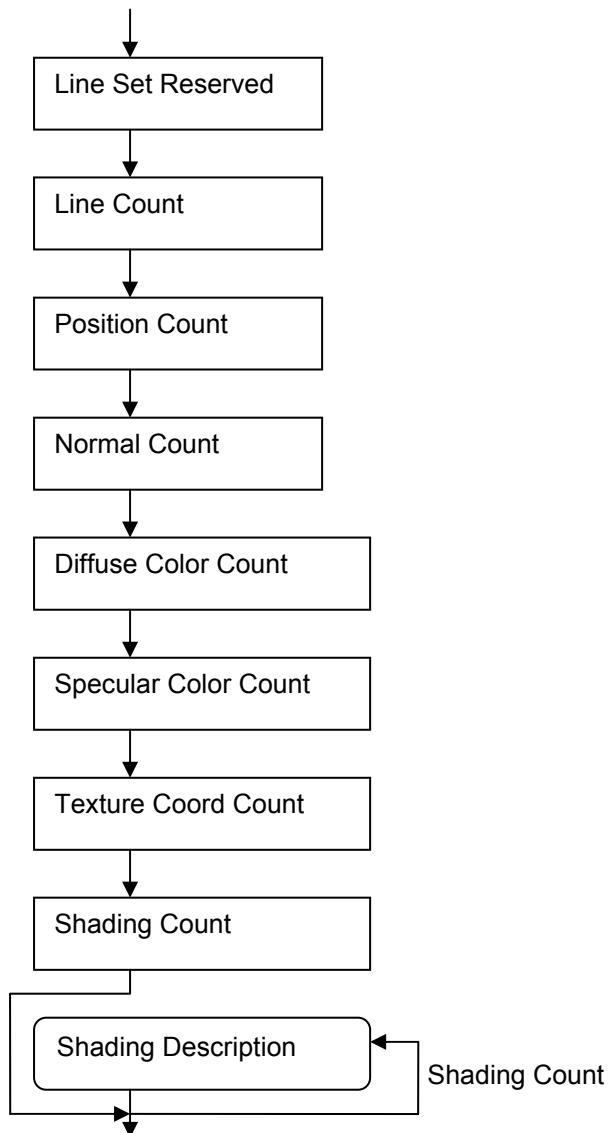 Line Set Reserved
Line Count
Position Count
Normal Count
Diffuse Color Count
Specular Color Count
Texture Coord Count
Shading Count
Shading Description
Shading Count